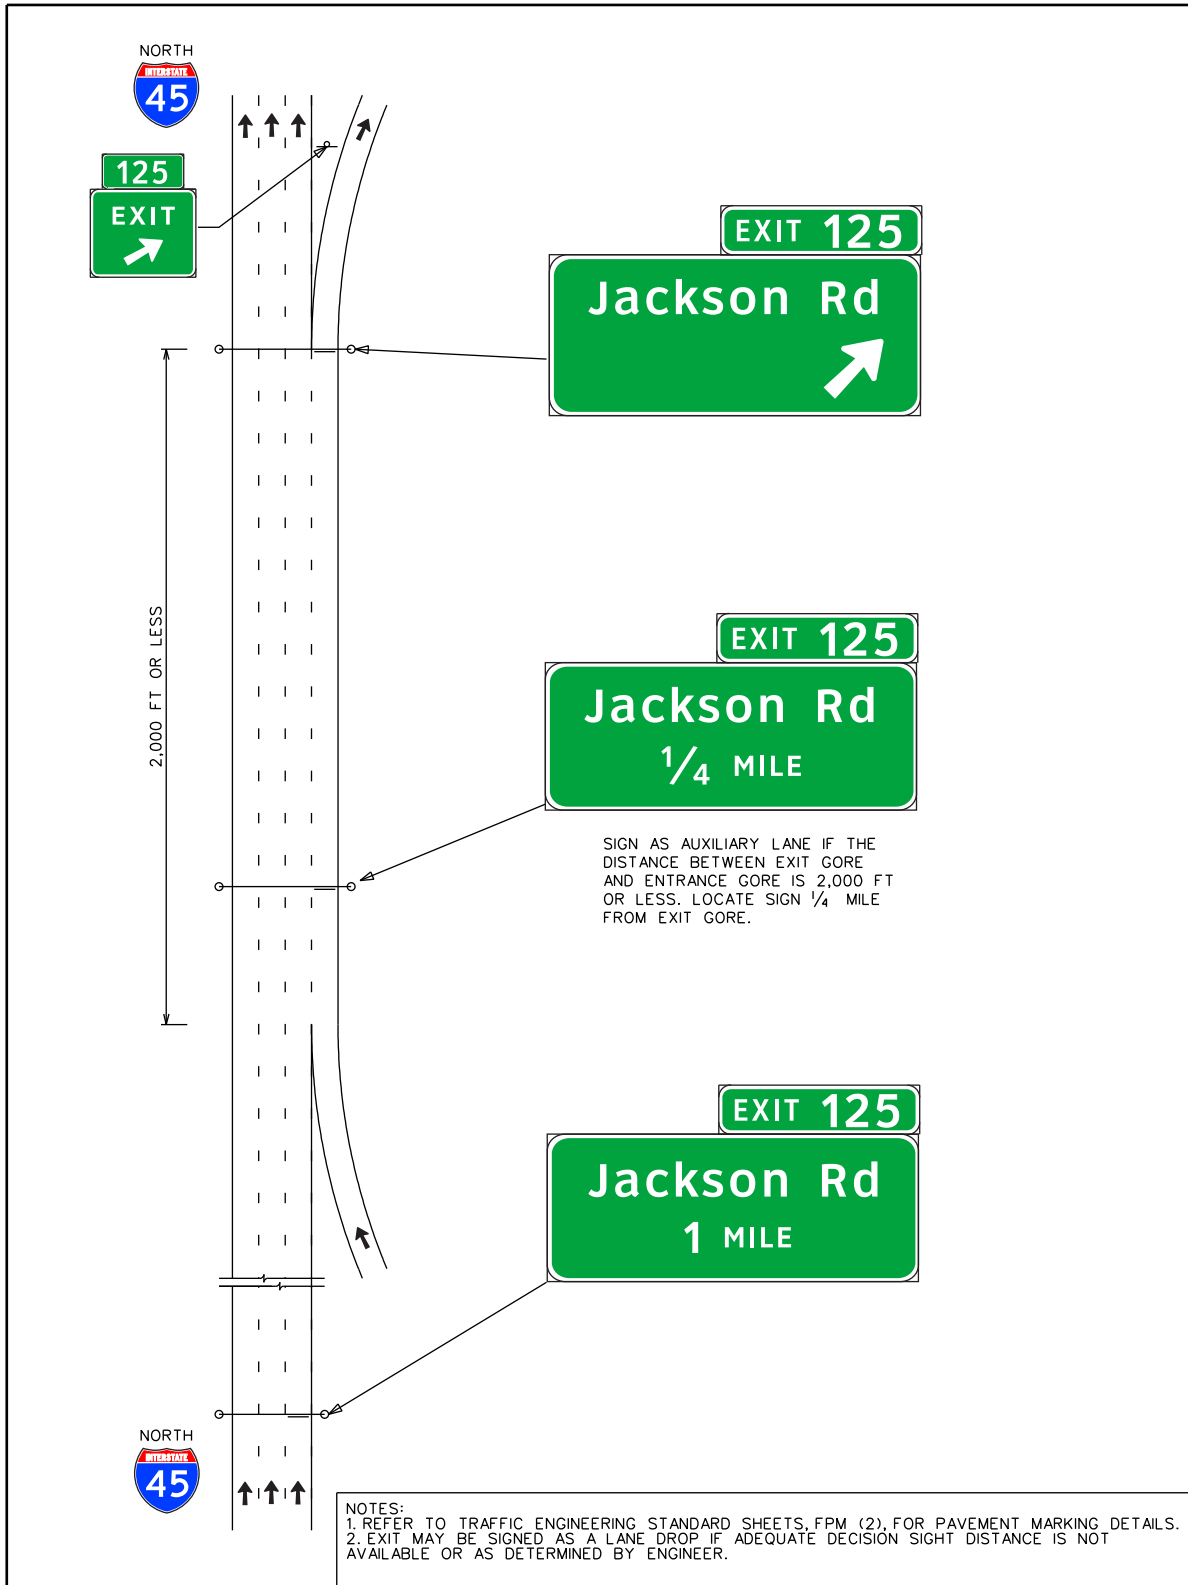 NORTH
INTERSTATE
45
125
EXIT
EXIT 125
Jackson Rd
2,000 FT OR LESS
EXIT 125
Jackson Rd
1/4 MILE
SIGN AS AUXILIARY LANE IF THE
DISTANCE BETWEEN EXIT GORE
AND ENTRANCE GORE IS 2,000 FT
OR LESS. LOCATE SIGN 1/4 MILE
FROM EXIT GORE.
EXIT 125
Jackson Rd
1 MILE
NORTH
INTERSTATE
45
NOTES:
1. REFER TO TRAFFIC ENGINEERING STANDARD SHEETS, FPM (2), FOR PAVEMENT MARKING DETAILS.
2. EXIT MAY BE SIGNED AS A LANE DROP IF ADEQUATE DECISION SIGHT DISTANCE IS NOT
AVAILABLE OR AS DETERMINED BY ENGINEER.